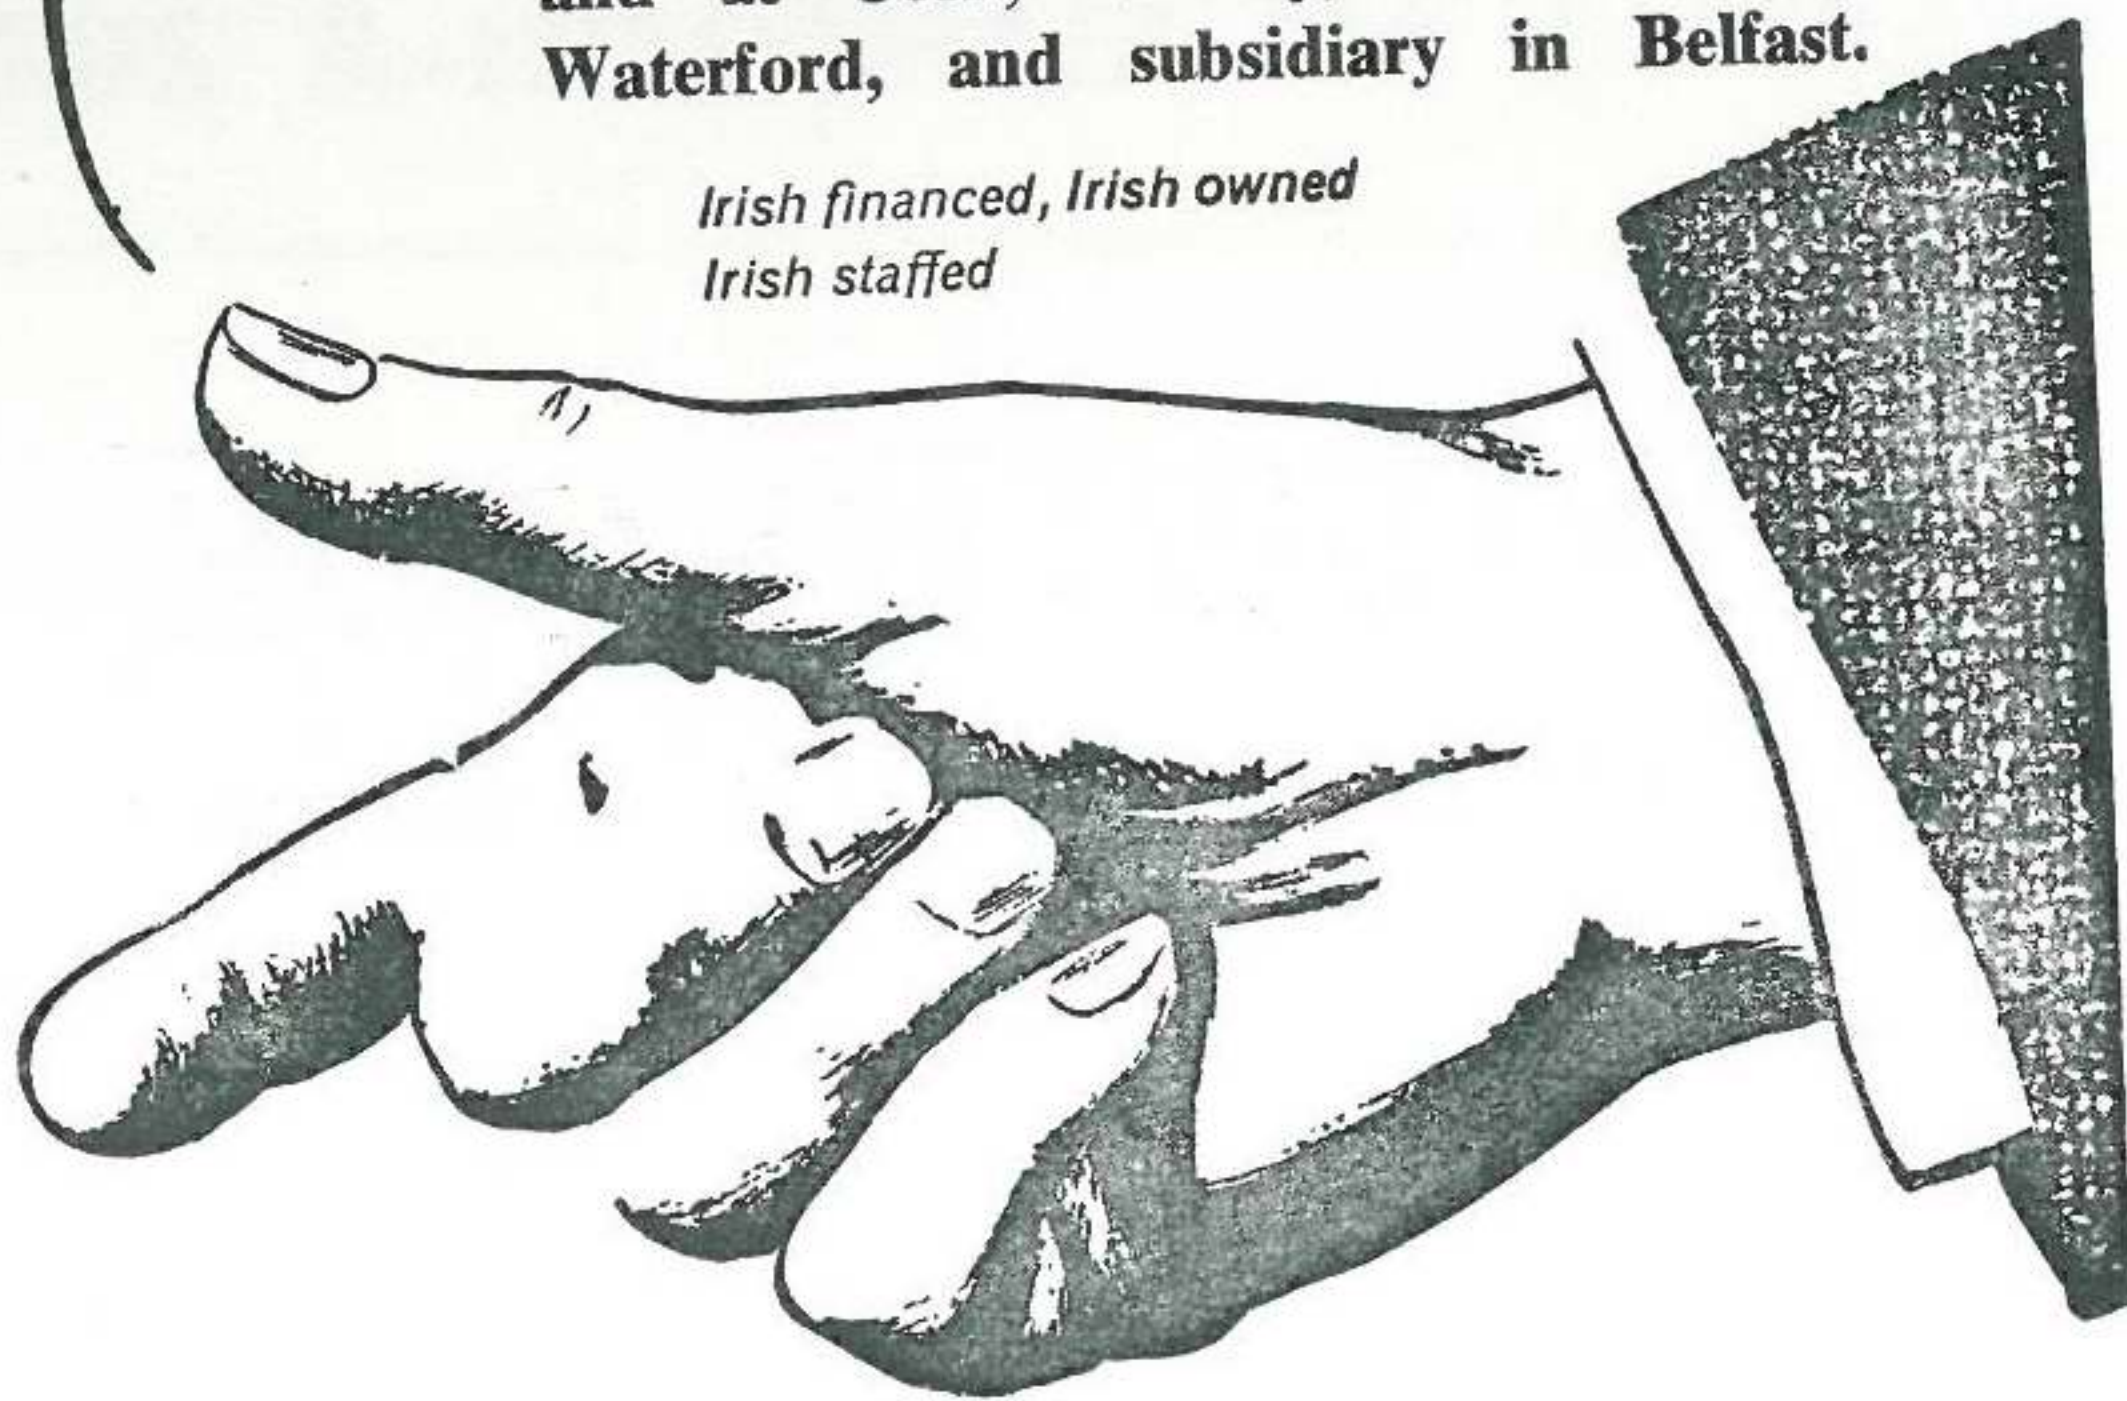 Waterford, and subsidiary in Belfast.
Irish financed, Irish owned
Irish staffed